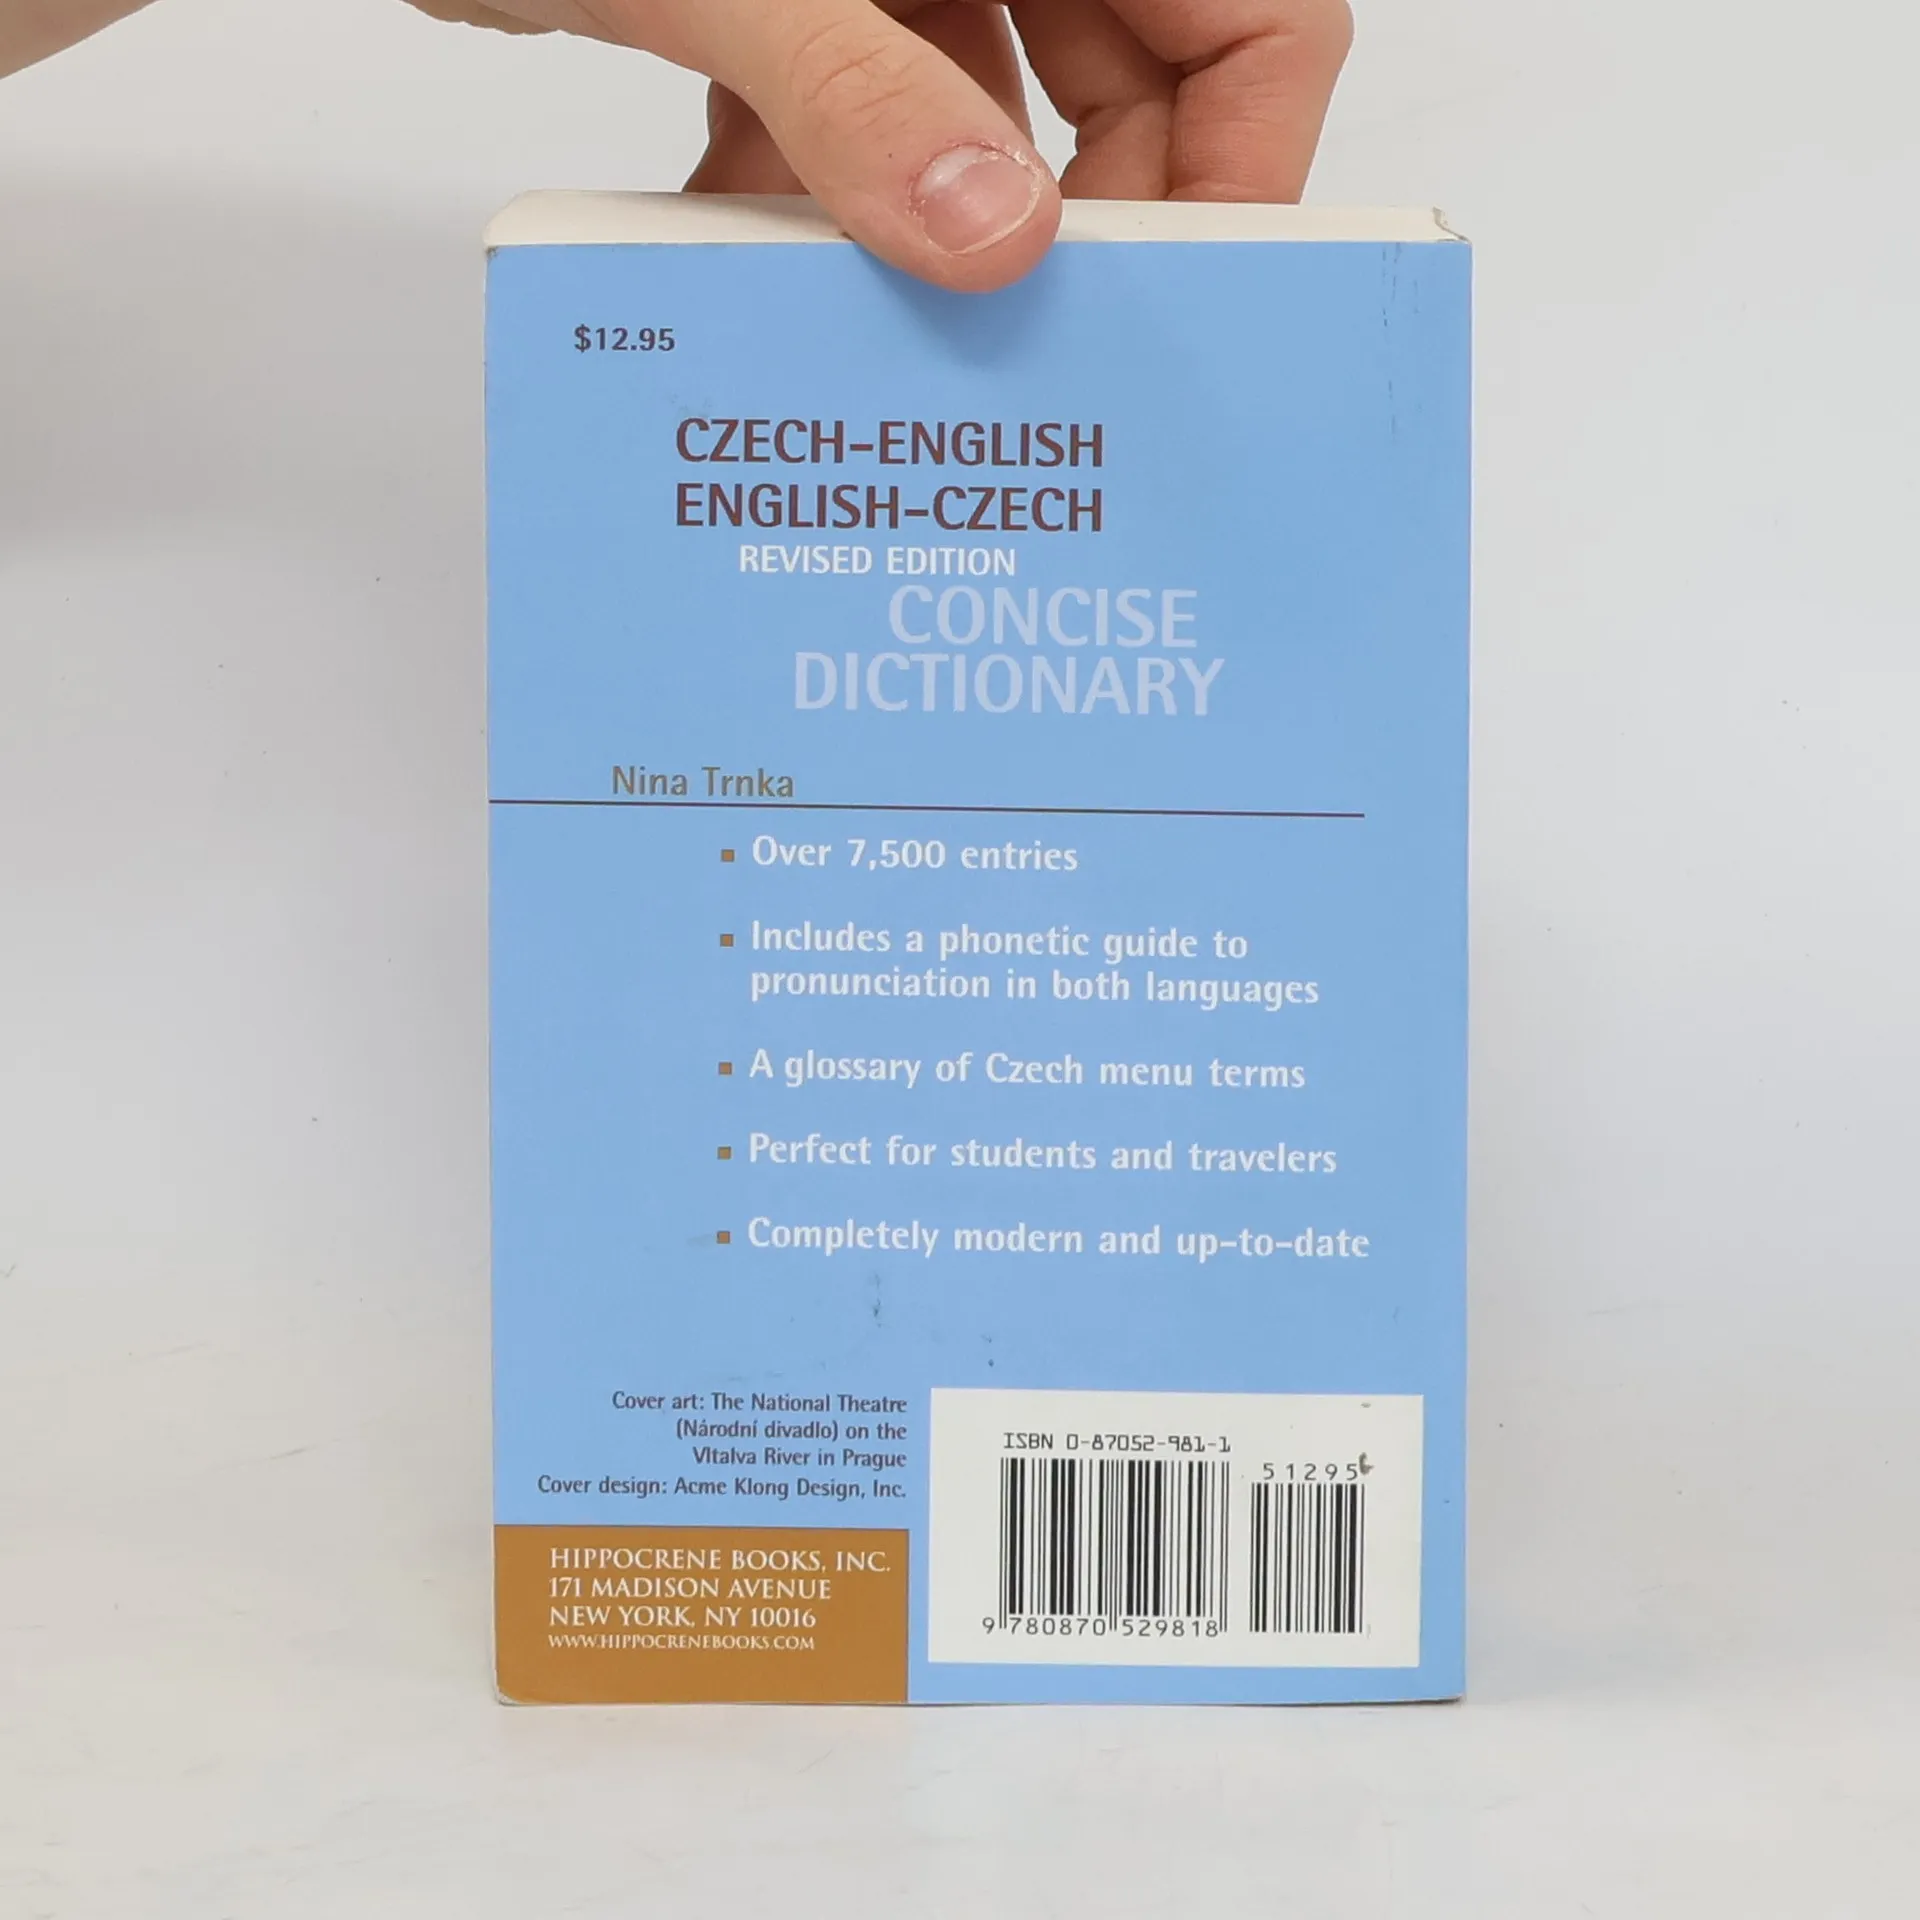 $12.95
CZECH-ENGLISH
ENGLISH-CZECH
REVISED EDITION
CONCISE
DICTIONARY
Nina Trnka
▪ Over 7,500 entries
▪ Includes a phonetic guide to
pronunciation in both languages
▪ A glossary of Czech menu terms
▪ Perfect for students and travelers
▪ Completely modern and up-to-date
Cover art: The National Theatre
(Národní divadlo) on the
Vltalva River in Prague
Cover design: Acme Klong Design, Inc.
HIPPOCRENE BOOKS, INC.
171 MADISON AVENUE
NEW YORK, NY 10016
WWW.HIPPOCRENEBOOKS.COM
ISBN 0-87052-981-1
51295
9 780870 529818